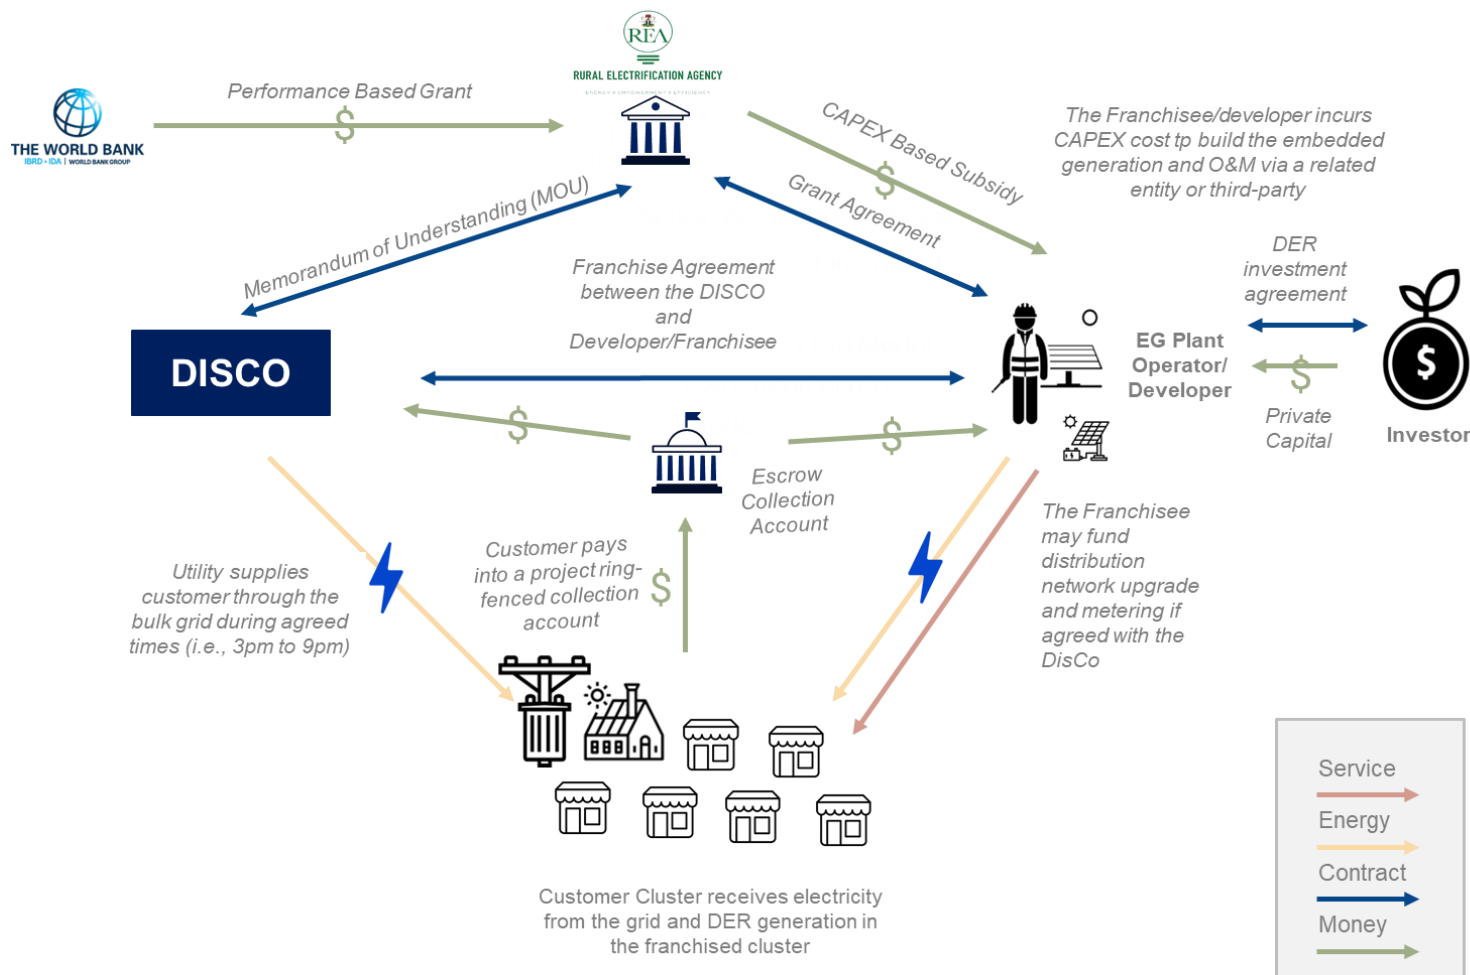 REA
RURAL ELECTRIFICATION AGENCY
ENERGY • EMPOWERMENT • EFFICIENCY
THE WORLD BANK
IBRD • IDA | WORLD BANK GROUP
Performance Based Grant
$
CAPEX Based Subsidy
$
Grant Agreement
The Franchisee/developer incurs
CAPEX cost tp build the embedded
generation and O&M via a related
entity or third-party
Memorandum of Understanding (MOU)
Franchise Agreement
between the DISCO
and
Developer/Franchisee
DER
investment
agreement
DISCO
EG Plant
Operator/
Developer
$
$
Private
Capital
Investor
$
$
Escrow
Collection
Account
Customer pays
into a project ring-
fenced collection
account
$
Utility supplies
customer through the
bulk grid during agreed
times (i.e., 3pm to 9pm)
The Franchisee
may fund
distribution
network upgrade
and metering if
agreed with the
DisCo
Customer Cluster receives electricity
from the grid and DER generation in
the franchised cluster
Service
Energy
Contract
Money